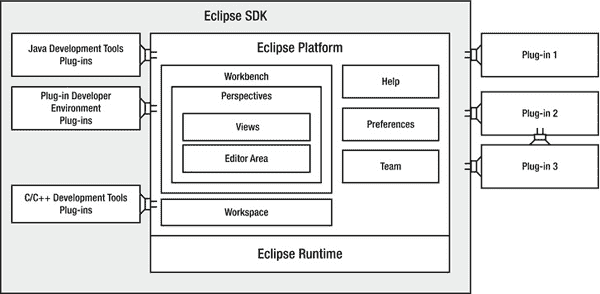 Eclipse SDK
Java Development Tools
Plug-ins
Plug-in Developer
Environment
Plug-ins
C/C++ Development Tools
Plug-ins
Eclipse Platform
Workbench
Perspectives
Views
Editor Area
Workspace
Help
Preferences
Team
Eclipse Runtime
Plug-in 1
Plug-in 2
Plug-in 3